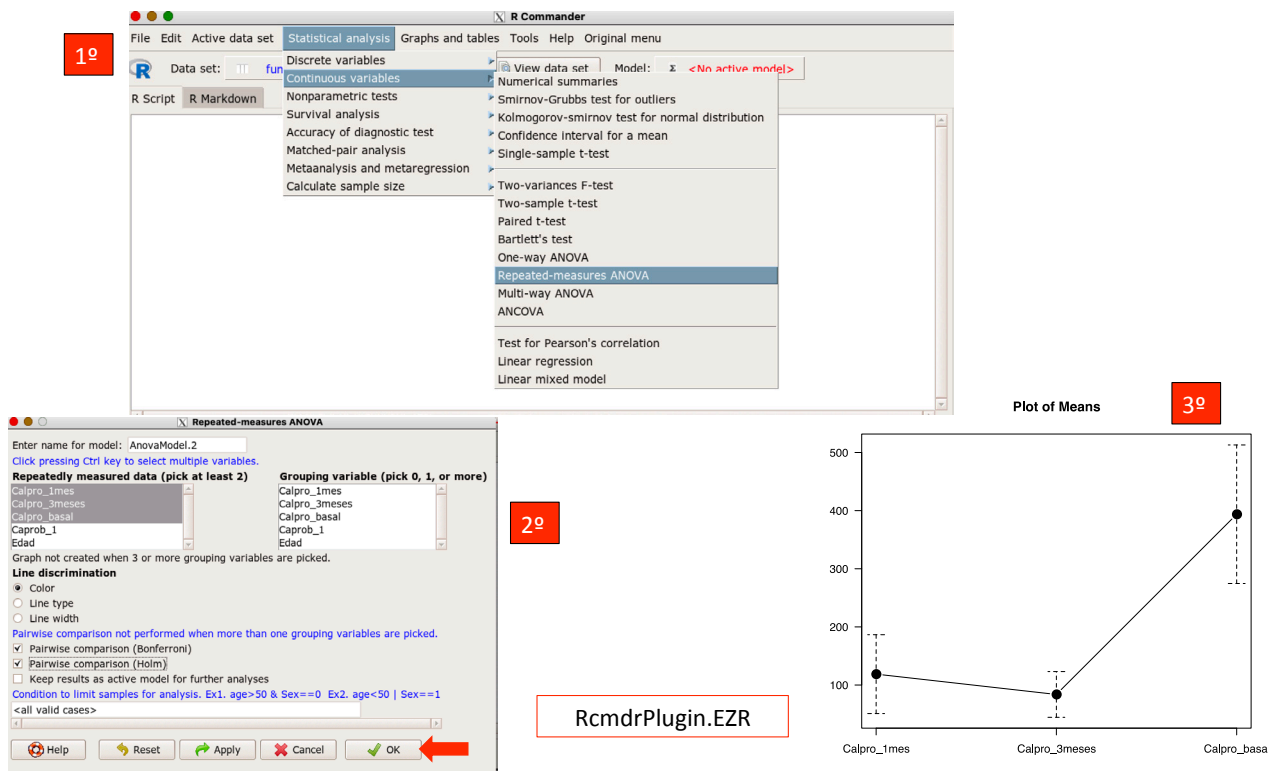 X R Commander
1º
File Edit Active data set Statistical analysis Graphs and tables Tools Help Original menu
R Data set: fun View data set Model: Σ <No active model>
R Script R Markdown
Discrete variables
Continuous variables
Nonparametric tests
Survival analysis
Accuracy of diagnostic test
Matched-pair analysis
Metaanalysis and metaregression
Calculate sample size
Numerical summaries
Smirnov-Grubbs test for outliers
Kolmogorov-smirnov test for normal distribution
Confidence interval for a mean
Single-sample t-test
Two-variances F-test
Two-sample t-test
Paired t-test
Bartlett's test
One-way ANOVA
Repeated-measures ANOVA
Multi-way ANOVA
ANCOVA
Test for Pearson's correlation
Linear regression
Linear mixed model
X Repeated-measures ANOVA
Enter name for model: AnovaModel.2
Click pressing Ctrl key to select multiple variables.
Repeatedly measured data (pick at least 2) Grouping variable (pick 0, 1, or more)
Calpro_1mes Calpro_1mes
Calpro_3meses Calpro_3meses
Calpro_basal Calpro_basal
Caprob_1 Caprob_1
Edad Edad
Graph not created when 3 or more grouping variables are picked.
Line discrimination
Color
Line type
Line width
Pairwise comparison not performed when more than one grouping variables are picked.
Pairwise comparison (Bonferroni)
Pairwise comparison (Holm)
Keep results as active model for further analyses
Condition to limit samples for analysis. Ex1. age>50 & Sex==0 Ex2. age<50 | Sex==1
<all valid cases>
Help Reset Apply Cancel OK
2º
RcmdrPlugin.EZR
Plot of Means
3º
500
400
300
200
100
Calpro_1mes Calpro_3meses Calpro_basa